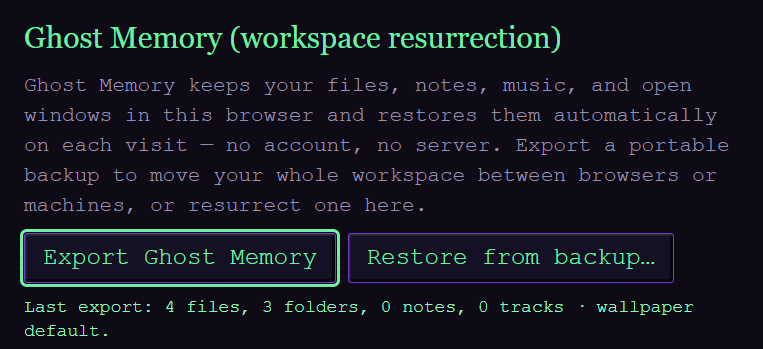 Ghost Memory (workspace resurrection)
Ghost Memory keeps your files, notes, music, and open
windows in this browser and restores them automatically
on each visit — no account, no server. Export a portable
backup to move your whole workspace between browsers or
machines, or resurrect one here.
Export Ghost Memory
Restore from backup…
Last export: 4 files, 3 folders, 0 notes, 0 tracks · wallpaper
default.